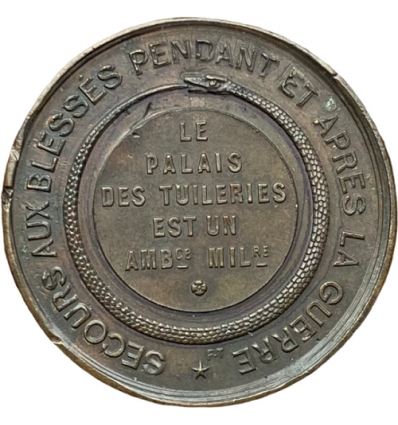 SECOURS AUX BLESSÉS PENDANT ET APRÈS LA GUERRE
LE
PALAIS
DES TUILERIES
EST UN
AMBCE MILRE